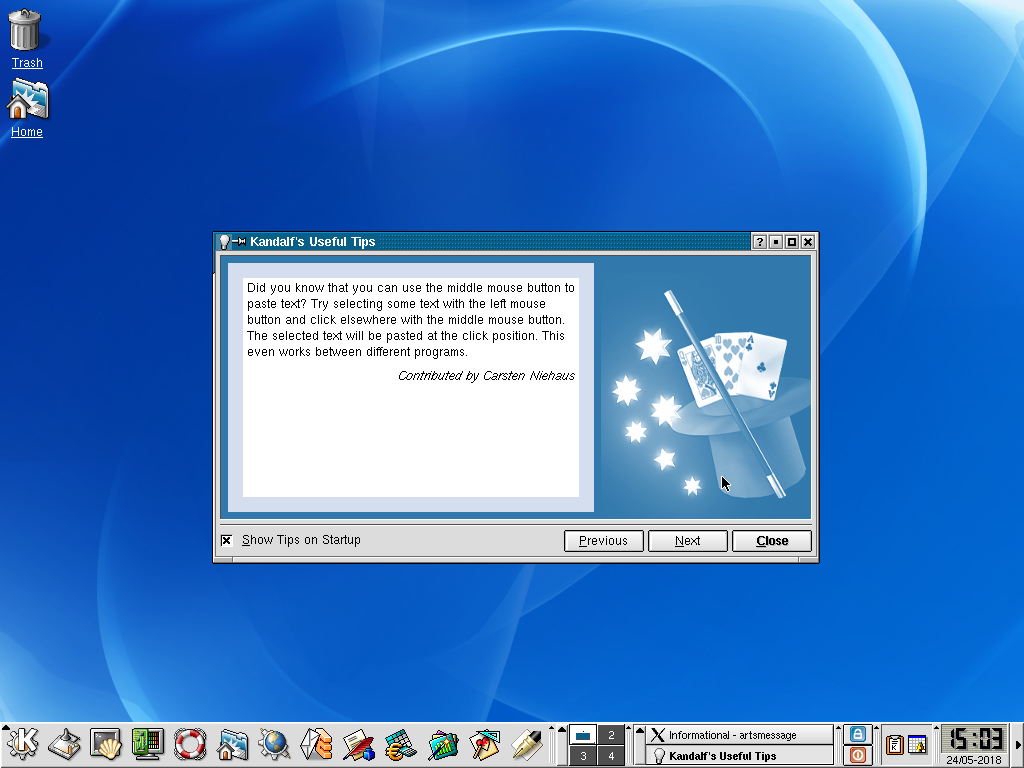 Trash
Home
Kandalf's Useful Tips
Did you know that you can use the middle mouse button to
paste text? Try selecting some text with the left mouse
button and click elsewhere with the middle mouse button.
The selected text will be pasted at the click position. This
even works between different programs.
Contributed by Carsten Niehaus
Show Tips on Startup
Previous
Next
Close
2
3 4
Informational - artsmessage
Kandalf's Useful Tips
15:03
24/05-2018